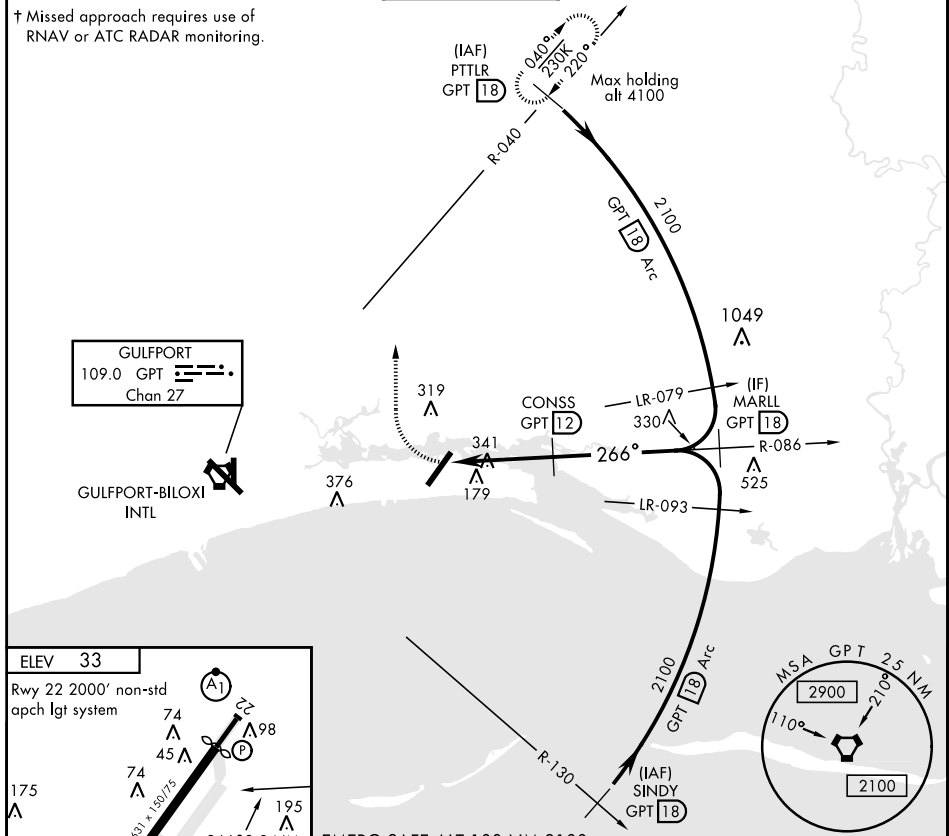 † Missed approach requires use of
RNAV or ATC RADAR monitoring.
(IAF)
PTTLR
GPT 18
040°
230K
220°
Max holding
alt 4100
R-040
2100
GPT 18 Arc
1049
GULFPORT
109.0 GPT
Chan 27
319
CONSS
GPT 12
LR-079
330
(IF)
MARLL
GPT 18
R-086
266°
341
179
525
376
GULFPORT-BILOXI
INTL
LR-093
2100
GPT 18 Arc
R-130
(IAF)
SINDY
GPT 18
MSA GPT 25 NM
2900
210°
110°
2100
ELEV 33
Rwy 22 2000' non-std
apch lgt system
A1
22
74
98
45
P
74
175
195
631 x 150/75